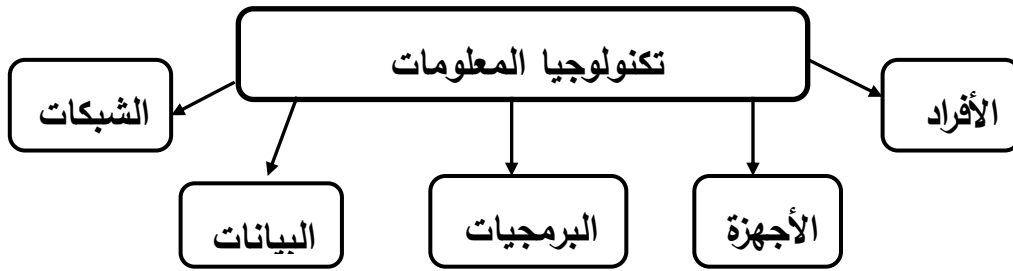 تكنولوجيا المعلومات
الأفراد
الشبكات
الأجهزة
البرمجيات
البيانات